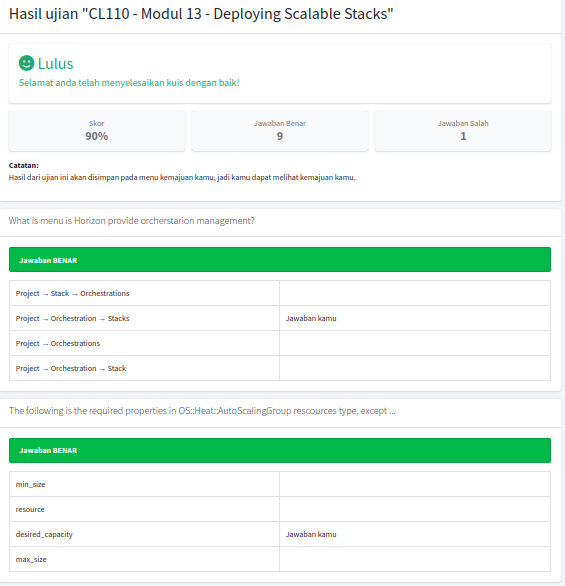 Hasil ujian "CL110 - Modul 13 - Deploying Scalable Stacks"
Lulus
Selamat anda telah menyelesaikan kuis dengan baik!
Skor
90%
Jawaban Benar
9
Jawaban Salah
1
Catatan:
Hasil dari ujian ini akan disimpan pada menu kemajuan kamu, jadi kamu dapat melihat kemajuan kamu.
What is menu is Horizon provide orcherstarion management?
Jawaban BENAR
Project → Stack → Orchestrations
Project → Orchestration → Stacks Jawaban kamu
Project → Orchestrations
Project → Orchestration → Stack
The following is the required properties in OS::Heat::AutoScalingGroup rescources type, except ...
Jawaban BENAR
min_size
resource
desired_capacity Jawaban kamu
max_size